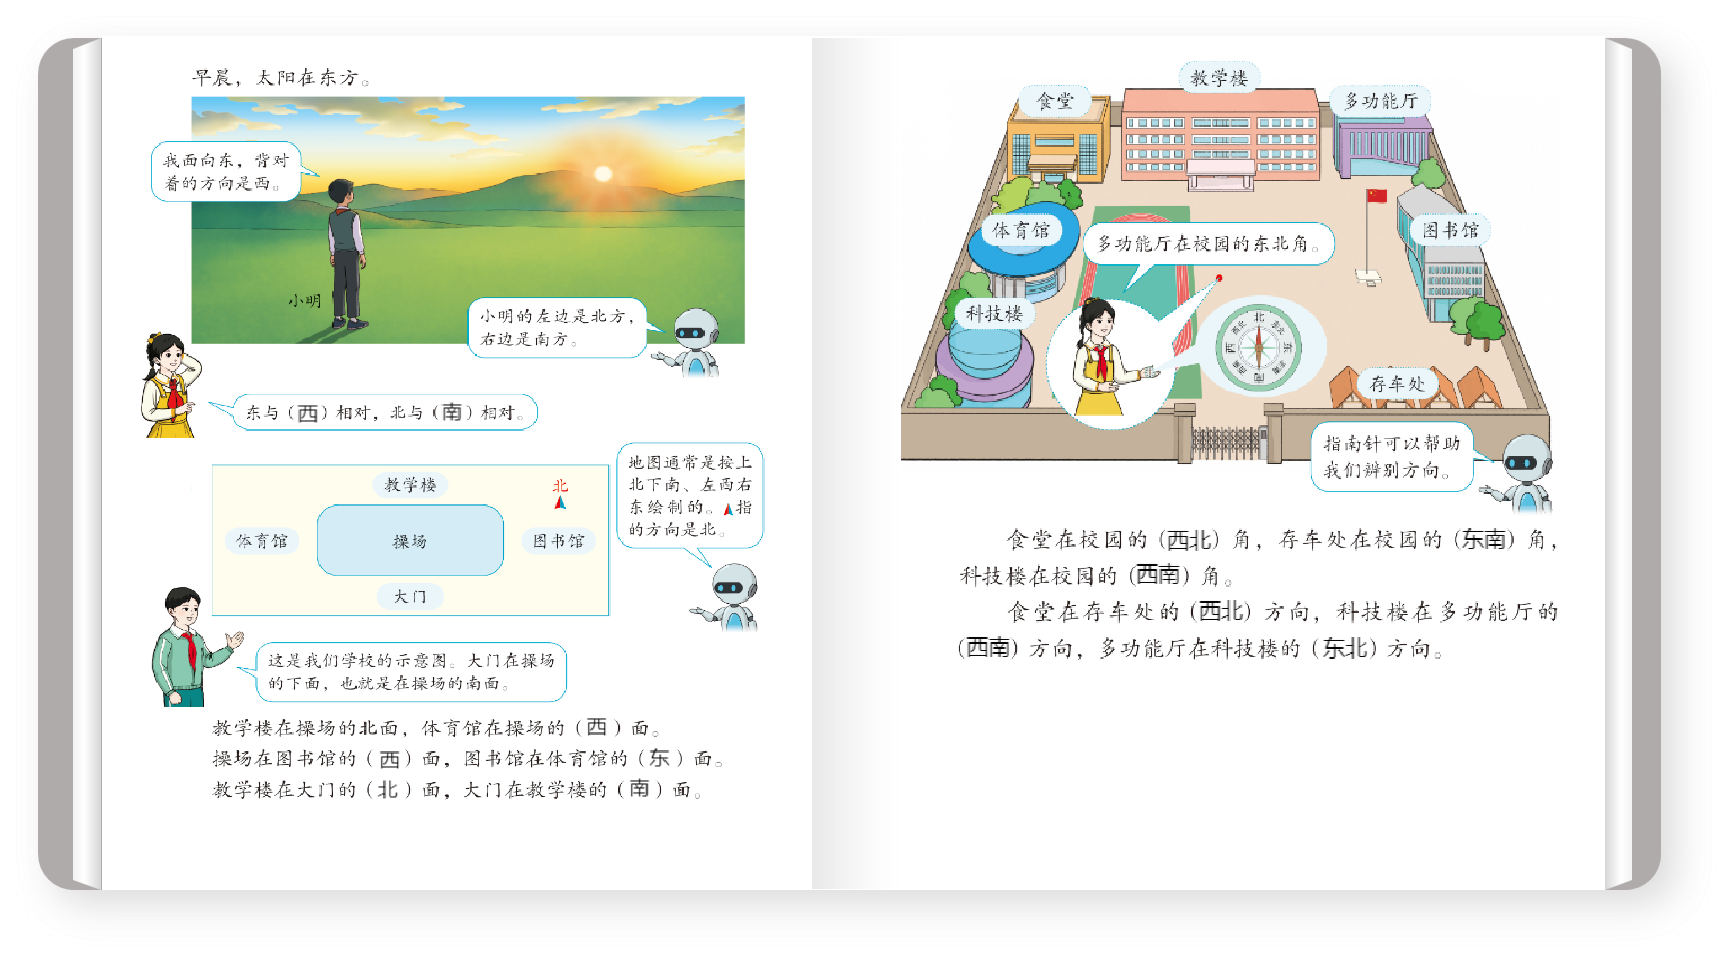 早晨，太阳在东方。
我面向东，背对
着的方向是西。
小明
小明的左边是北方，
右边是南方。
东与（西）相对，北与（南）相对。
教学楼
北
体育馆
操场
图书馆
大门
地图通常是按上
北下南、左西右
东绘制的。指
的方向是北。
这是我们学校的示意图。大门在操场
的下面，也就是在操场的南面。
教学楼在操场的北面，体育馆在操场的（西）面。
操场在图书馆的（西）面，图书馆在体育馆的（东）面。
教学楼在大门的（北）面，大门在教学楼的（南）面。
教学楼
食堂
多功能厅
体育馆
图书馆
多功能厅在校园的东北角。
科技楼
北
西北
东北
西
东
西南
东南
南
存车处
指南针可以帮助
我们辨别方向。
食堂在校园的（西北）角，存车处在校园的（东南）角，
科技楼在校园的（西南）角。
食堂在存车处的（西北）方向，科技楼在多功能厅的
（西南）方向，多功能厅在科技楼的（东北）方向。